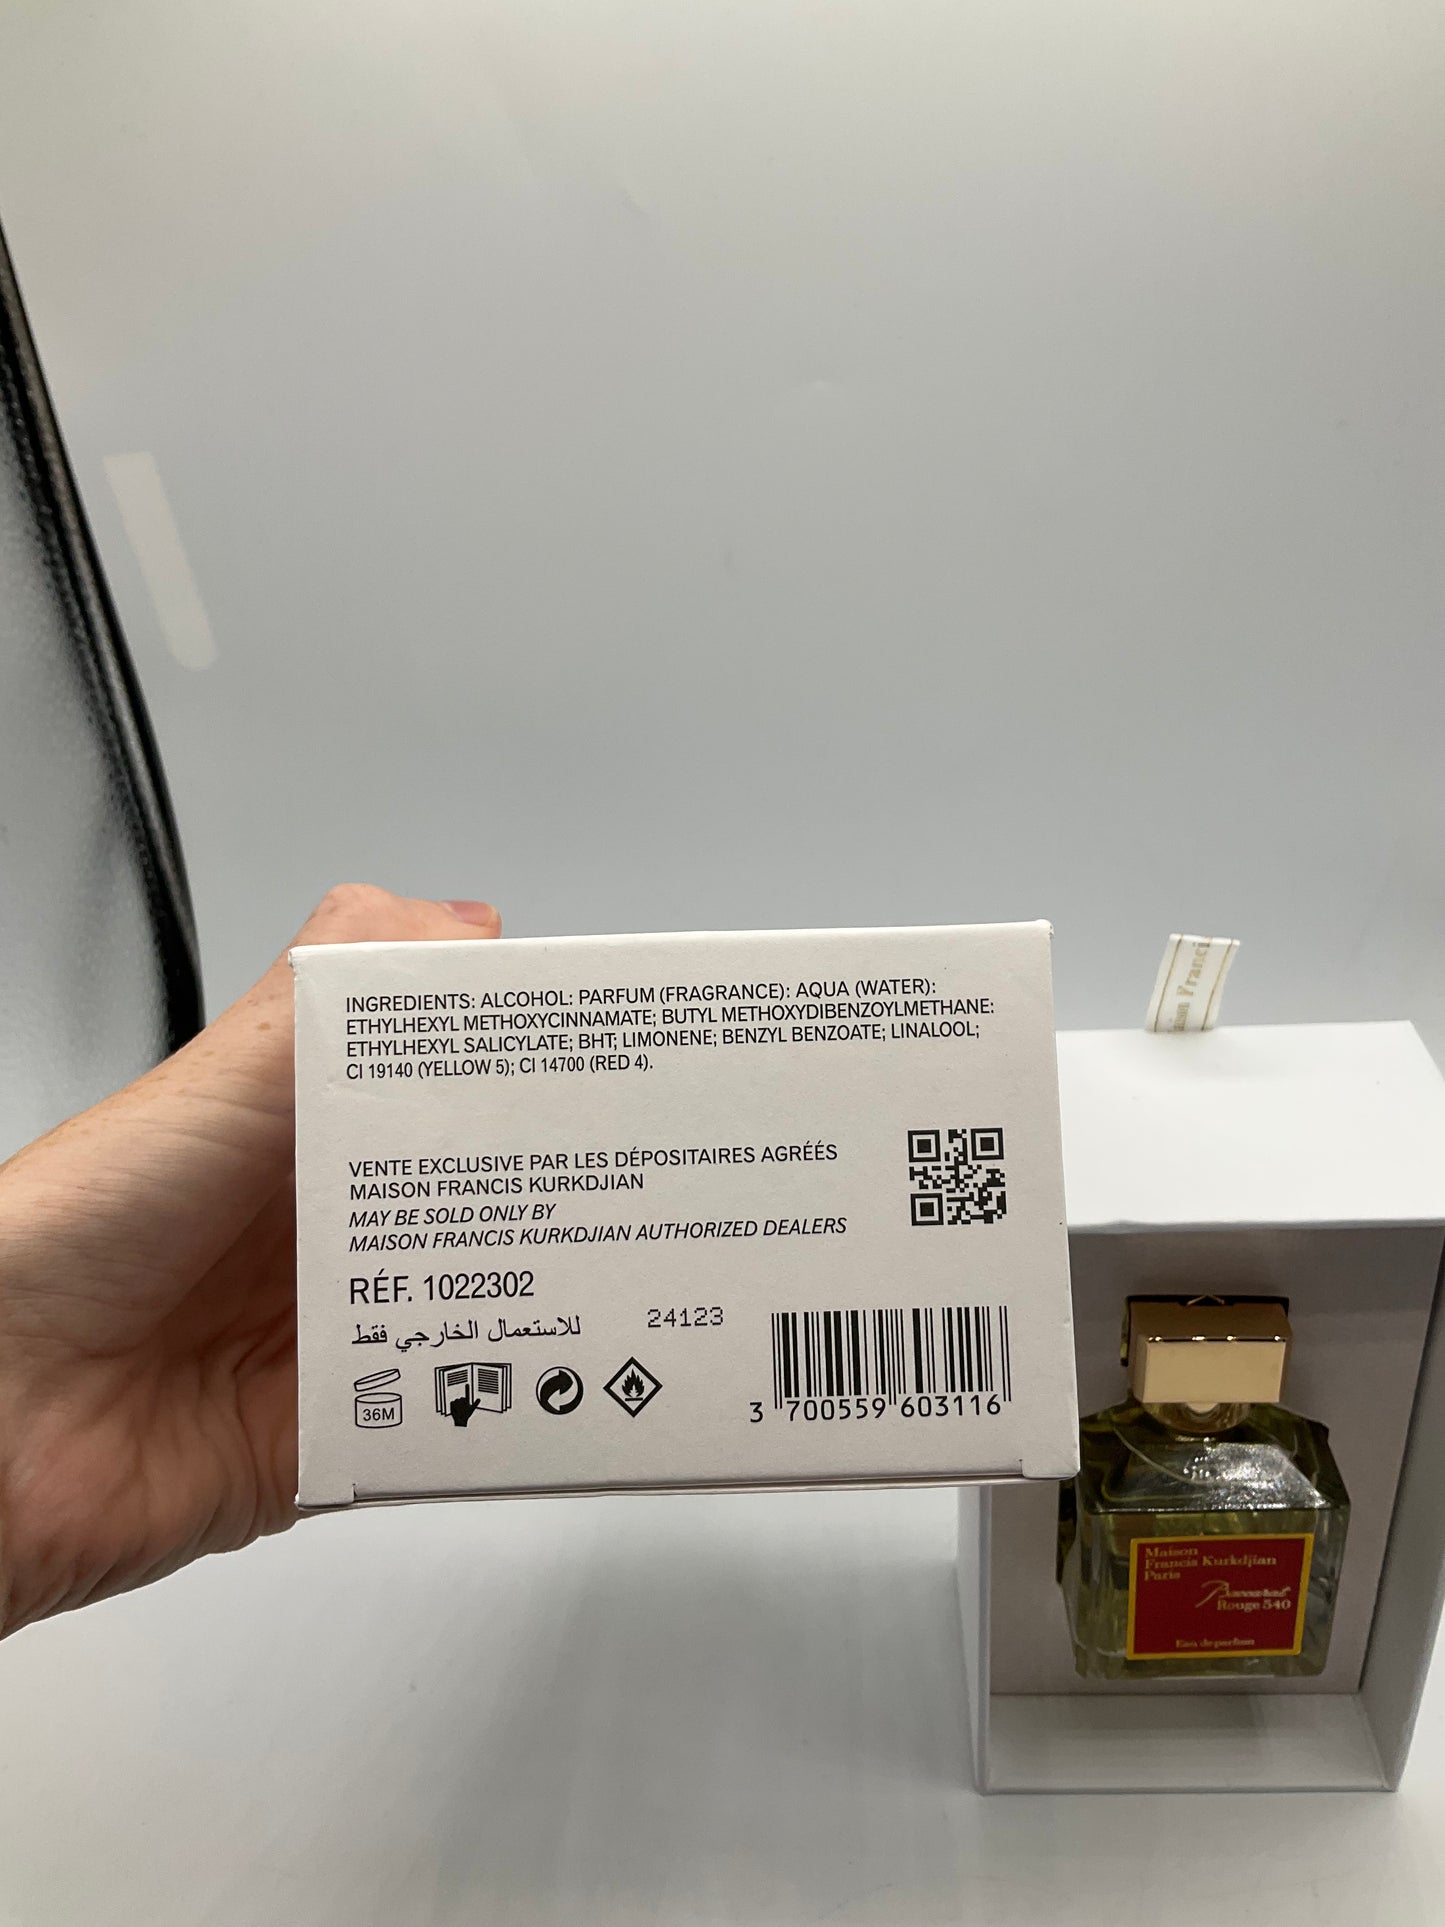 INGREDIENTS: ALCOHOL: PARFUM (FRAGRANCE): AQUA (WATER):
ETHYLHEXYL METHOXYCINNAMATE; BUTYL METHOXYDIBENZOYLMETHANE:
ETHYLHEXYL SALICYLATE; BHT; LIMONENE; BENZYL BENZOATE; LINALOOL;
CI 19140 (YELLOW 5); CI 14700 (RED 4).
VENTE EXCLUSIVE PAR LES DÉPOSITAIRES AGRÉÉS
MAISON FRANCIS KURKDJIAN
MAY BE SOLD ONLY BY
MAISON FRANCIS KURKDJIAN AUTHORIZED DEALERS
RÉF. 1022302
للاستعمال الخارجي فقط
24123
36M
3 700559 603116
Maison
Francis Kurkdjian
Paris
Baccarat
Rouge 540
Eau de parfum